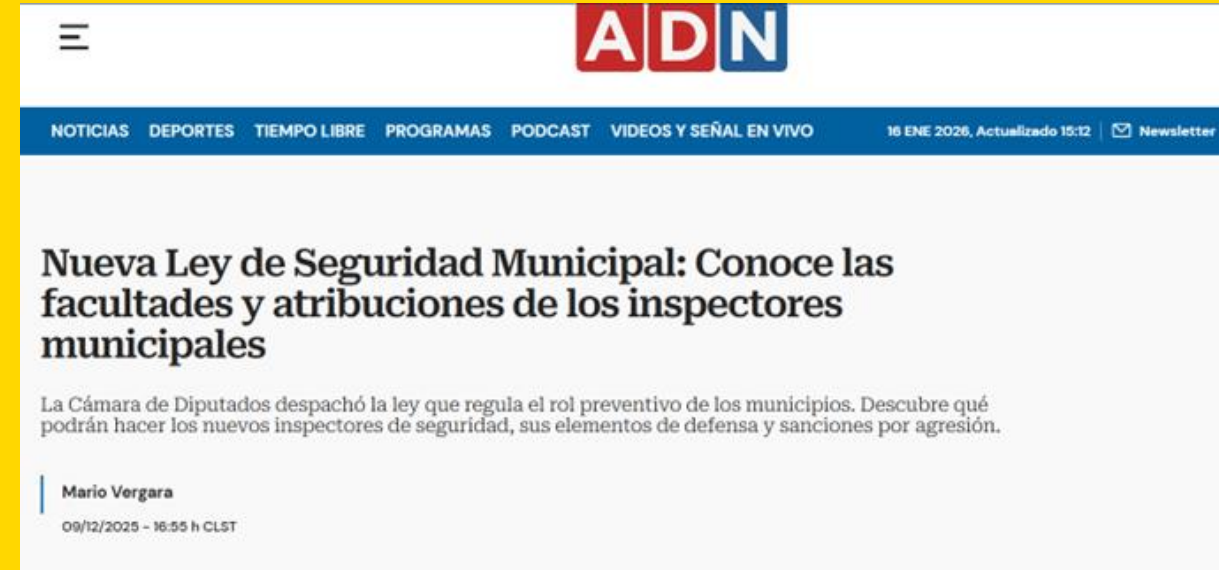 ADN
NOTICIAS DEPORTES TIEMPO LIBRE PROGRAMAS PODCAST VIDEOS Y SEÑAL EN VIVO 16 ENE 2026, Actualizado 15:12 Newsletter
Nueva Ley de Seguridad Municipal: Conoce las
facultades y atribuciones de los inspectores
municipales
La Cámara de Diputados despachó la ley que regula el rol preventivo de los municipios. Descubre qué
podrán hacer los nuevos inspectores de seguridad, sus elementos de defensa y sanciones por agresión.
Mario Vergara
09/12/2025 - 16:55 h CLST